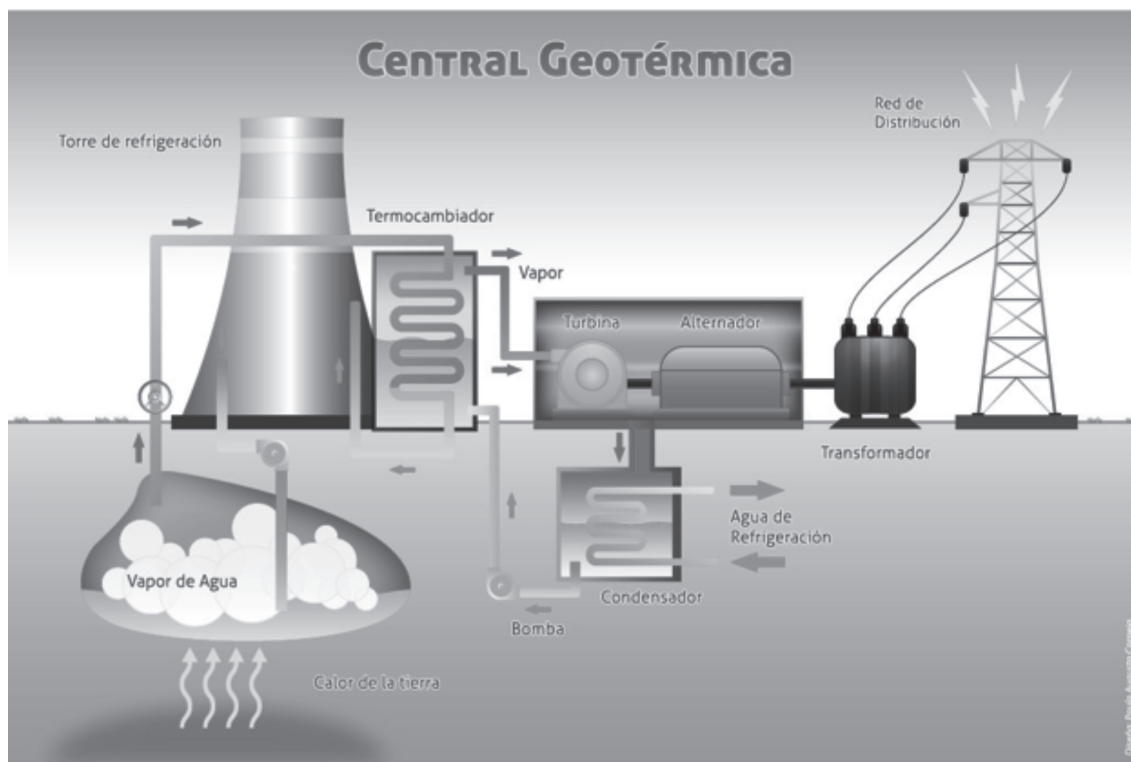 Central Geotérmica
Red de
Distribución
Torre de refrigeración
Termocambiador
Vapor
Turbina
Alternador
Transformador
Agua de
Refrigeración
Vapor de Agua
Condensador
Bomba
Calor de la tierra